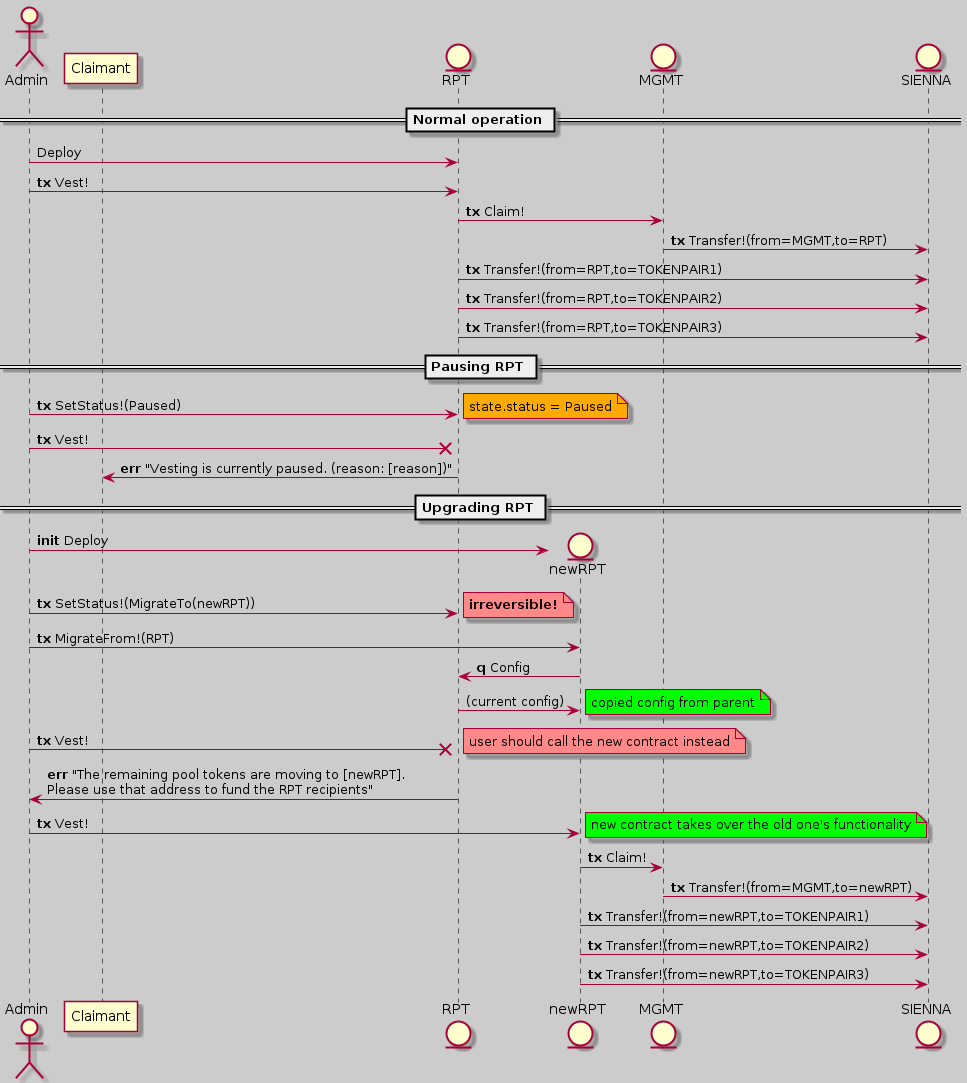 Admin
Claimant
RPT
MGMT
SIENNA
Normal operation
Deploy
tx Vest!
tx Claim!
tx Transfer!(from=MGMT,to=RPT)
tx Transfer!(from=RPT,to=TOKENPAIR1)
tx Transfer!(from=RPT,to=TOKENPAIR2)
tx Transfer!(from=RPT,to=TOKENPAIR3)
Pausing RPT
tx SetStatus!(Paused)
state.status = Paused
tx Vest!
err "Vesting is currently paused. (reason: [reason])"
Upgrading RPT
init Deploy
newRPT
tx SetStatus!(MigrateTo(newRPT))
irreversible!
tx MigrateFrom!(RPT)
q Config
(current config)
copied config from parent
tx Vest!
user should call the new contract instead
err "The remaining pool tokens are moving to [newRPT].
Please use that address to fund the RPT recipients"
tx Vest!
new contract takes over the old one's functionality
tx Claim!
tx Transfer!(from=MGMT,to=newRPT)
tx Transfer!(from=newRPT,to=TOKENPAIR1)
tx Transfer!(from=newRPT,to=TOKENPAIR2)
tx Transfer!(from=newRPT,to=TOKENPAIR3)
Admin
Claimant
RPT
newRPT
MGMT
SIENNA